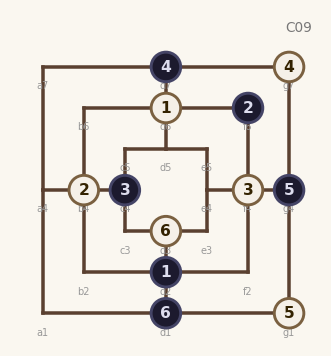 C09
4 4
a7 d7 g7
1 2
b6 d6 f6
c5 d5 e5
2 3 3 5
a4 b4 c4 e4 f4 g4
6
c3 d3 e3
1
b2 d2 f2
6 5
a1 d1 g1